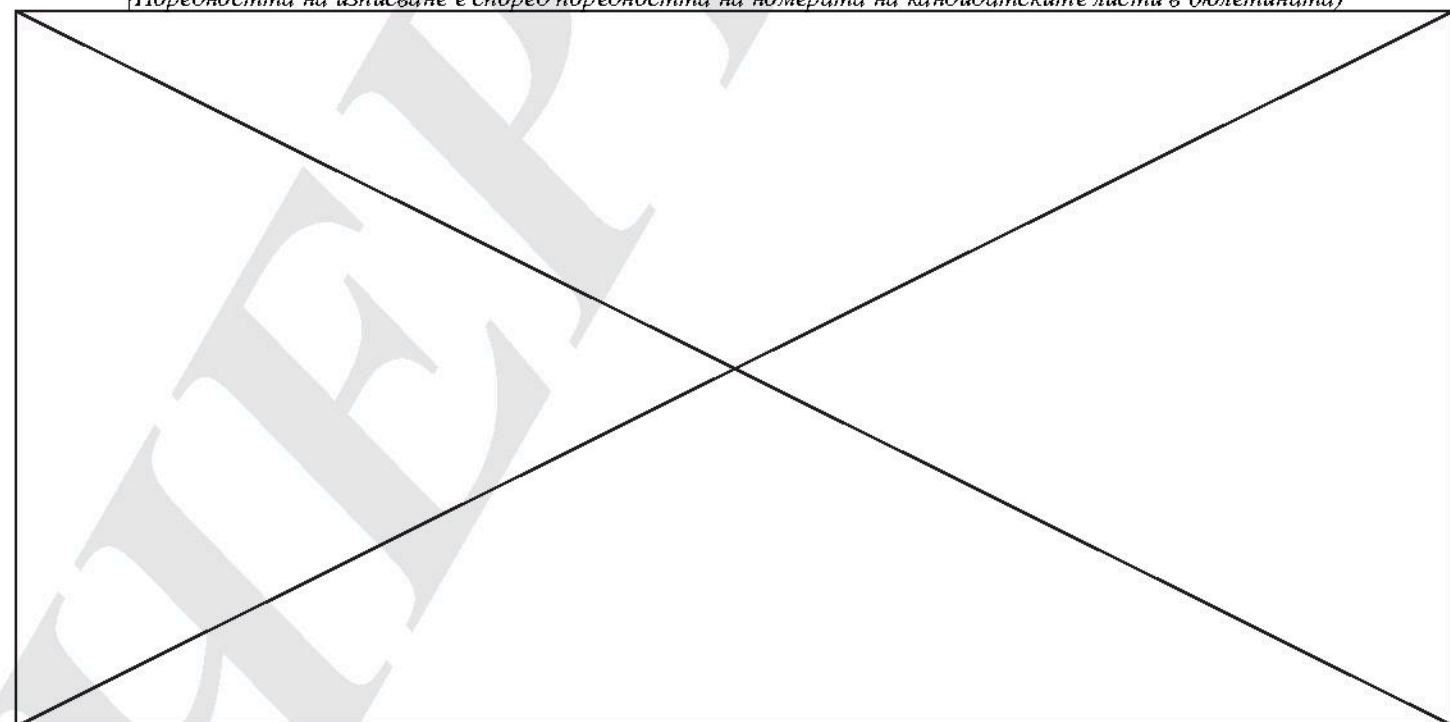 (Поредността на изписване е според поредността на номерата на кандидатските листи в бюлетината)